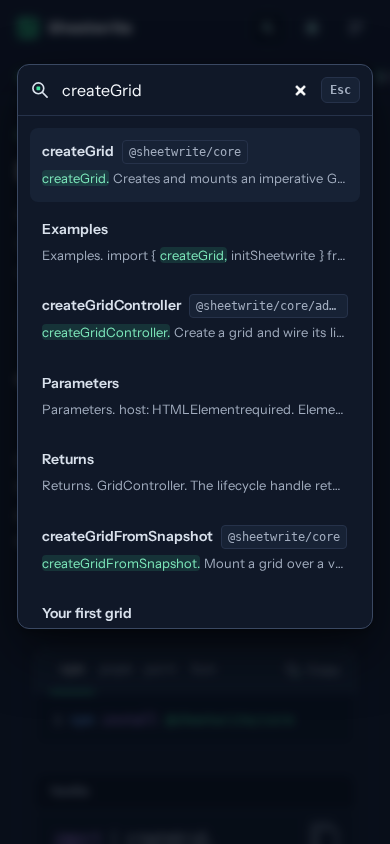 createGrid
Esc
createGrid @sheetwrite/core
createGrid. Creates and mounts an imperative G...
Examples
Examples. import { createGrid, initSheetwrite } fr...
createGridController @sheetwrite/core/ad...
createGridController. Create a grid and wire its li...
Parameters
Parameters. host: HTMLElementrequired. Eleme...
Returns
Returns. GridController. The lifecycle handle ret...
createGridFromSnapshot @sheetwrite/core
createGridFromSnapshot. Mount a grid over a v...
Your first grid